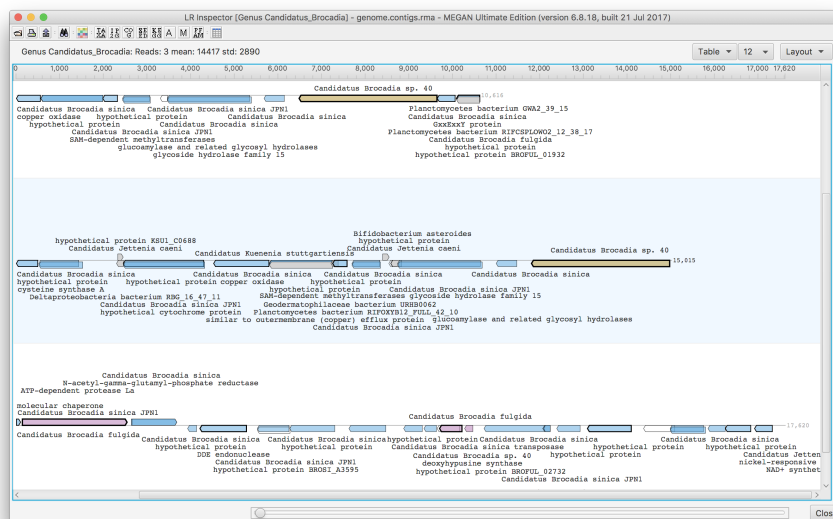 LR Inspector [Genus Candidatus_Brocadia] - genome.contigs.rma - MEGAN Ultimate Edition (version 6.8.18, built 21 Jul 2017)
Genus Candidatus_Brocadia: Reads: 3 mean: 14417 std: 2890
Table 12 Layout
0 1,000 2,000 3,000 4,000 5,000 6,000 7,000 8,000 9,000 10,000 11,000 12,000 13,000 14,000 15,000 16,000 17,000 17,620
Candidatus Brocadia sp. 40
10,616
Candidatus Brocadia sinica Candidatus Brocadia sinica JPN1 Planctomycetes bacterium GWA2_39_15
copper oxidase hypothetical protein Candidatus Brocadia sinica Candidatus Brocadia sinica
hypothetical protein Candidatus Brocadia sinica GxxExxY protein
Candidatus Brocadia sinica JPN1 Planctomycetes bacterium RIFCSPLOWO2_12_38_17
SAM-dependent methyltransferases Candidatus Brocadia fulgida
glucoamylase and related glycosyl hydrolases hypothetical protein
glycoside hydrolase family 15 hypothetical protein BROFUL_01932
Bifidobacterium asteroides
hypothetical protein KSU1_C0688 hypothetical protein
Candidatus Jettenia caeni Candidatus Jettenia caeni
Candidatus Kuenenia stuttgartiensis Candidatus Brocadia sp. 40
15,015
Candidatus Brocadia sinica Candidatus Brocadia sinica Candidatus Brocadia sinica Candidatus Brocadia sinica
hypothetical protein hypothetical protein copper oxidase hypothetical protein
cysteine synthase A Candidatus Brocadia sinica Candidatus Brocadia sinica JPN1
Deltaproteobacteria bacterium RBG_16_47_11 SAM-dependent methyltransferases glycoside hydrolase family 15
Candidatus Brocadia sinica JPN1 Geodermatophilaceae bacterium URHB0062
hypothetical cytochrome protein Planctomycetes bacterium RIFOXYB12_FULL_42_10
similar to outermembrane (copper) efflux protein glucoamylase and related glycosyl hydrolases
Candidatus Brocadia sinica JPN1
Candidatus Brocadia sinica
N-acetyl-gamma-glutamyl-phosphate reductase
ATP-dependent protease La
molecular chaperone
Candidatus Brocadia sinica JPN1 Candidatus Brocadia fulgida
17,620
Candidatus Brocadia fulgida Candidatus Brocadia sinica Candidatus Brocadia sinica hypothetical protein Candidatus Brocadia sinica Candidatus Brocadia sinica
hypothetical protein hypothetical protein Candidatus Brocadia sinica transposase hypothetical protein hypothetical protein
DDE endonuclease Candidatus Brocadia sp. 40 hypothetical protein Candidatus Jetten
Candidatus Brocadia sinica JPN1 deoxyhypusine synthase nickel-responsive
hypothetical protein BROSI_A3595 hypothetical protein BROFUL_02732 NAD+ synthet
Candidatus Brocadia sinica JPN1
Clos